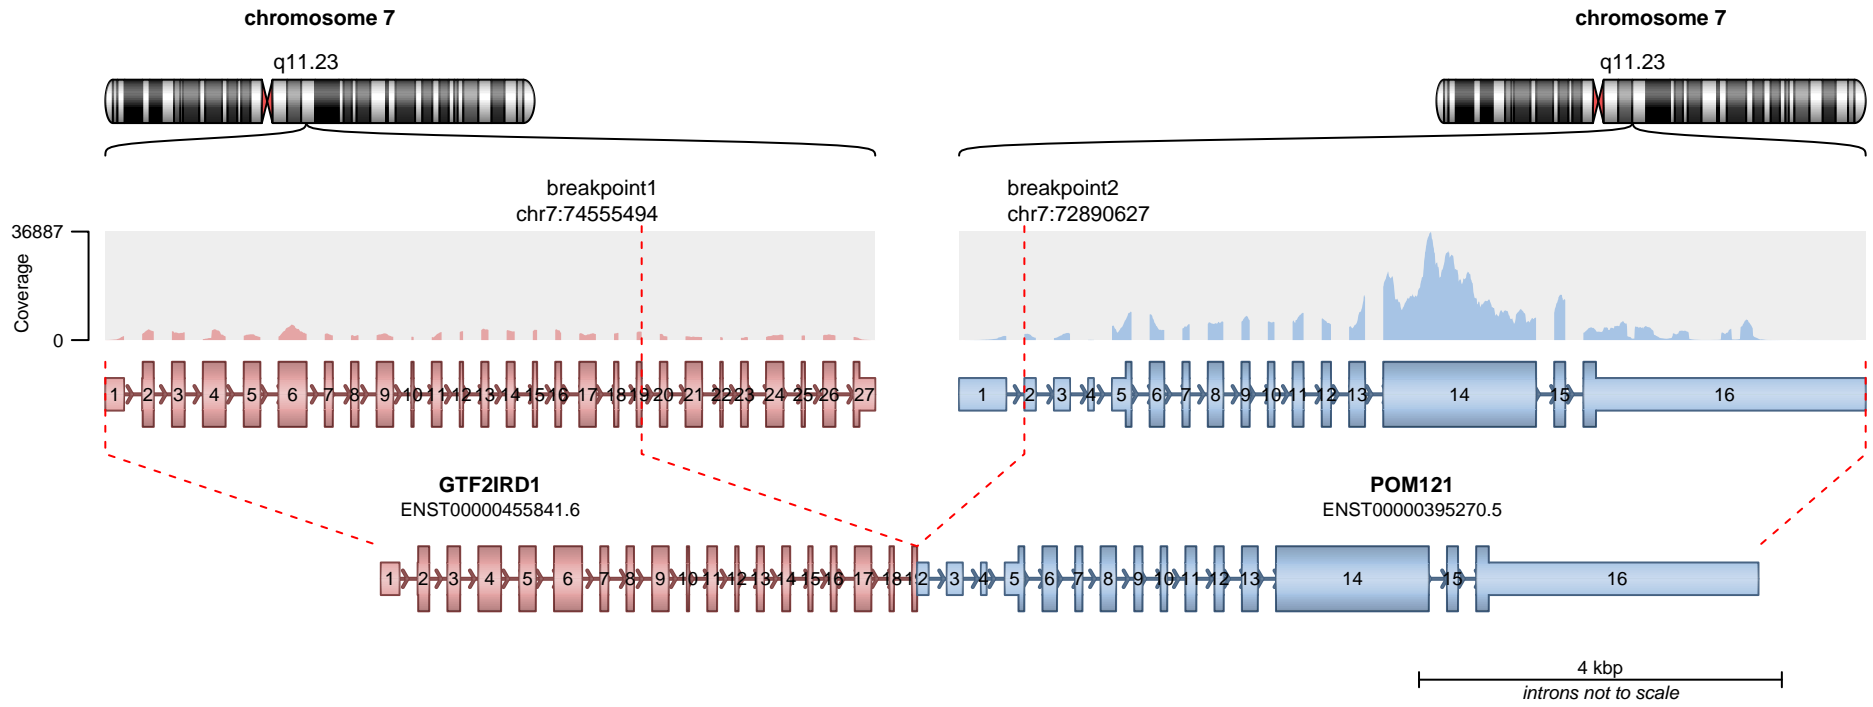 chromosome 7
chromosome 7
q11.23
q11.23
breakpoint1
chr7:74555494
breakpoint2
chr7:72890627
36887
Coverage
0
1 2 3 4 5 6 7 8 9 10 11 12 13 14 15 16 17 18 19 20 21 22 23 24 25 26 27
1 2 3 4 5 6 7 8 9 10 11 12 13 14 15 16
GTF2IRD1
ENST00000455841.6
POM121
ENST00000395270.5
1 2 3 4 5 6 7 8 9 10 11 12 13 14 15 16 17 18 2 3 4 5 6 7 8 9 10 11 12 13 14 15 16
4 kbp
introns not to scale